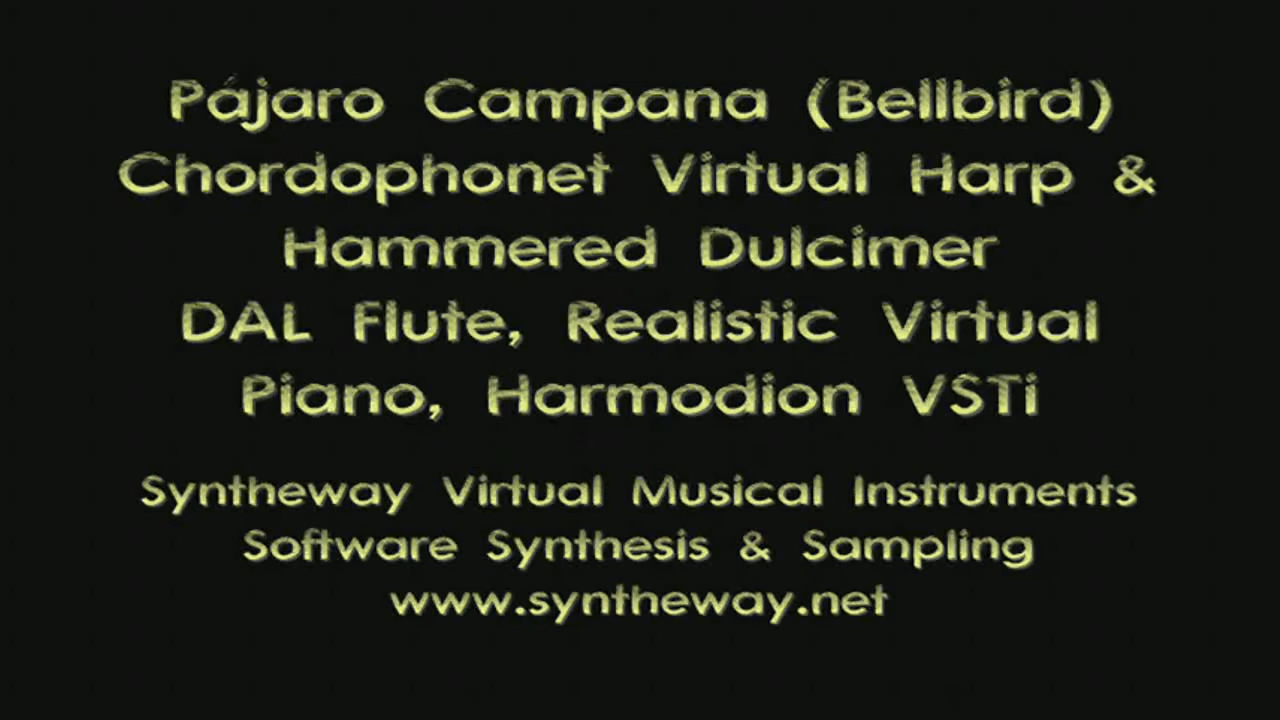 Pájaro Campana (Bellbird)
Chordophonet Virtual Harp &
Hammered Dulcimer
DAL Flute, Realistic Virtual
Piano, Harmodion VSTi
Syntheway Virtual Musical Instruments
Software Synthesis & Sampling
www.syntheway.net